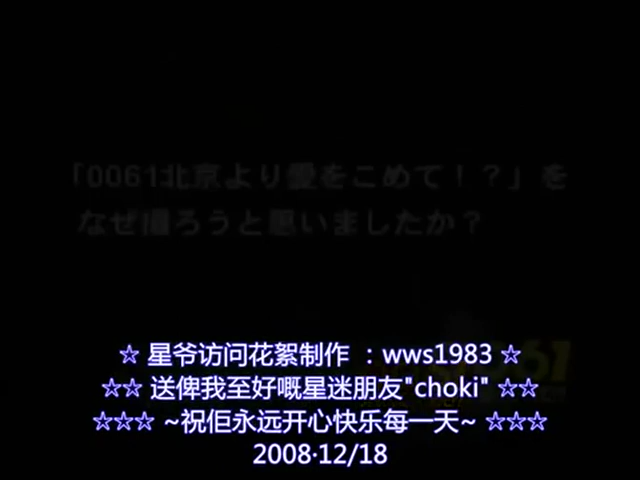 「0061北京より愛をこめて!?」を
なぜ撮ろうと思いましたか?
☆ 星爷访问花絮制作 ：wws1983 ☆
☆☆ 送俾我至好嘅星迷朋友"choki" ☆☆
☆☆☆ ~祝佢永远开心快乐每一天~ ☆☆☆
2008·12/18